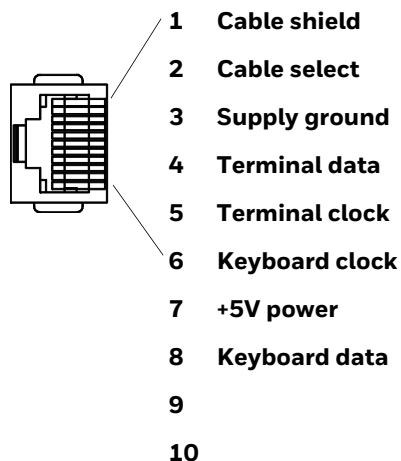 1 Cable shield
2 Cable select
3 Supply ground
4 Terminal data
5 Terminal clock
6 Keyboard clock
7 +5V power
8 Keyboard data
9
10